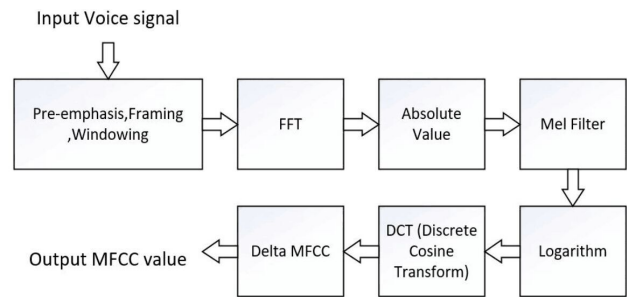 Input Voice signal
Pre-emphasis,Framing
,Windowing
FFT
Absolute
Value
Mel Filter
Logarithm
DCT (Discrete
Cosine
Transform)
Delta MFCC
Output MFCC value